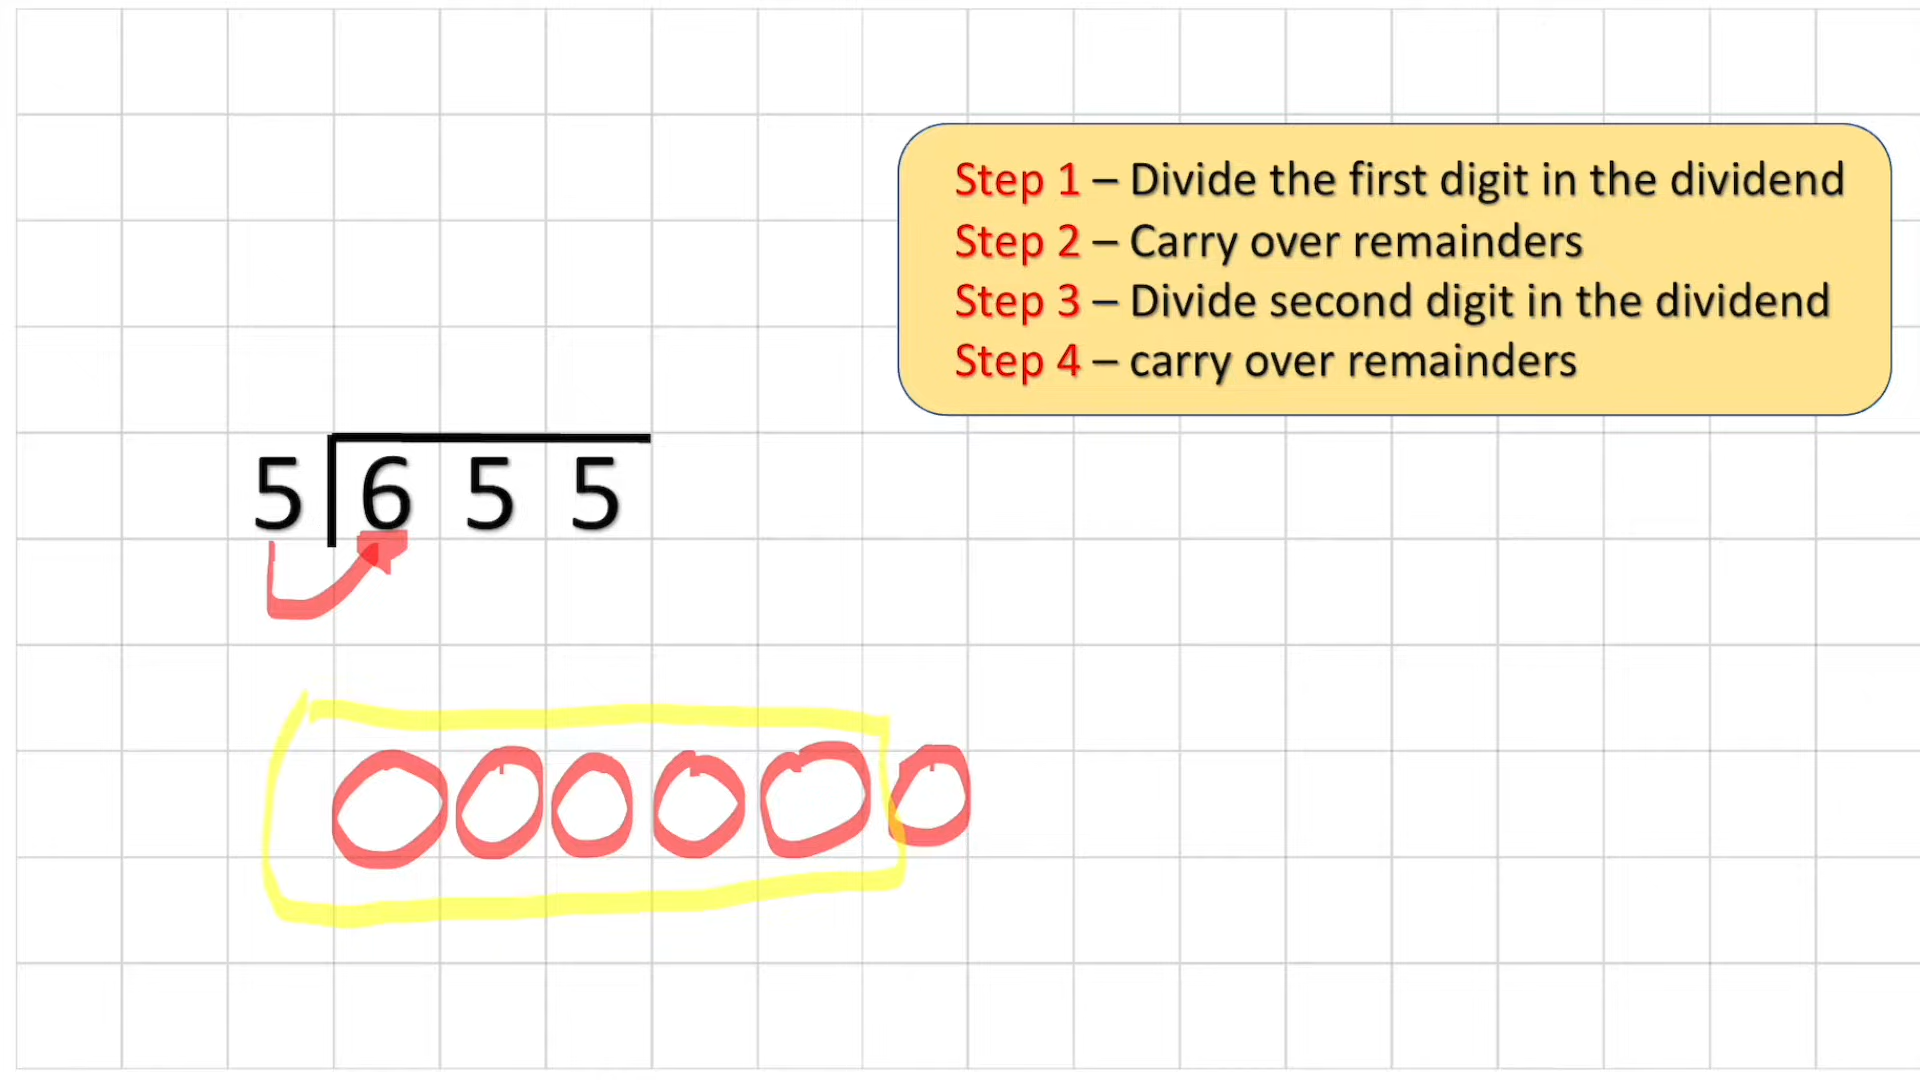 Step 1 – Divide the first digit in the dividend
Step 2 – Carry over remainders
Step 3 – Divide second digit in the dividend
Step 4 – carry over remainders
5 6 5 5